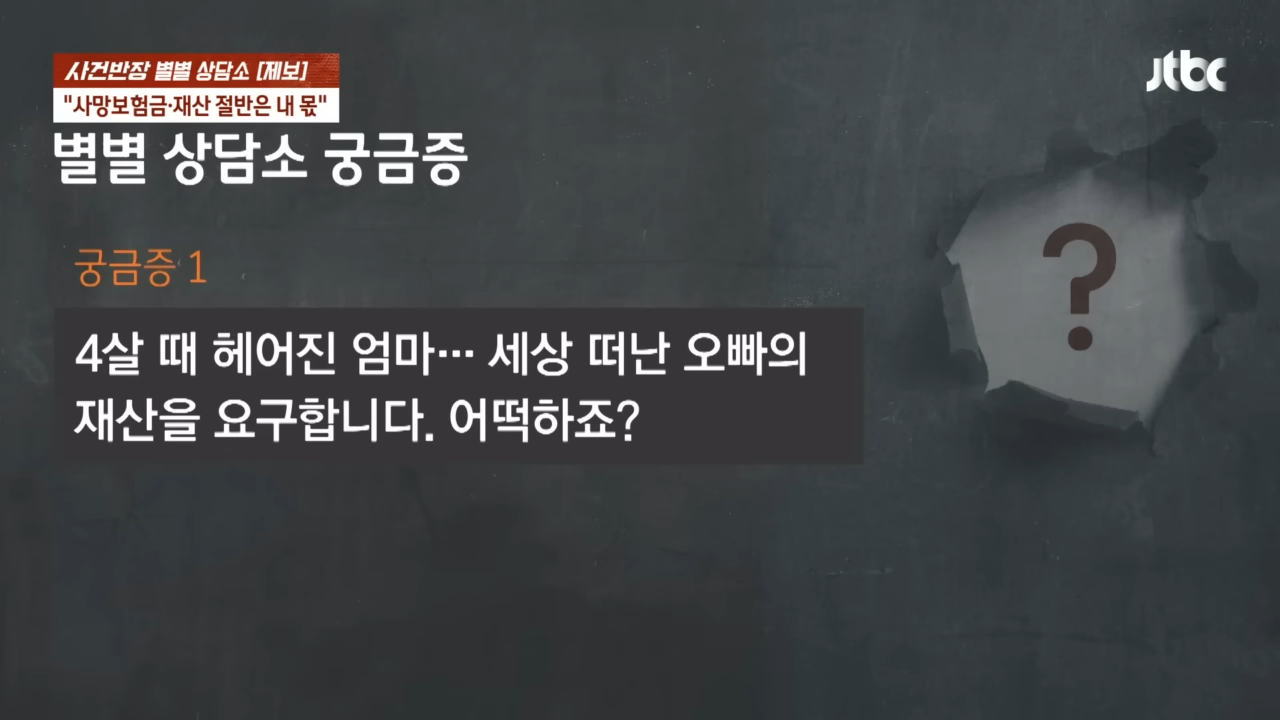 사건반장 별별 상담소 [제보]
"사망보험금·재산 절반은 내 몫"
jtbc
별별 상담소 궁금증
궁금증 1
4살 때 헤어진 엄마… 세상 떠난 오빠의
재산을 요구합니다. 어떡하죠?
?